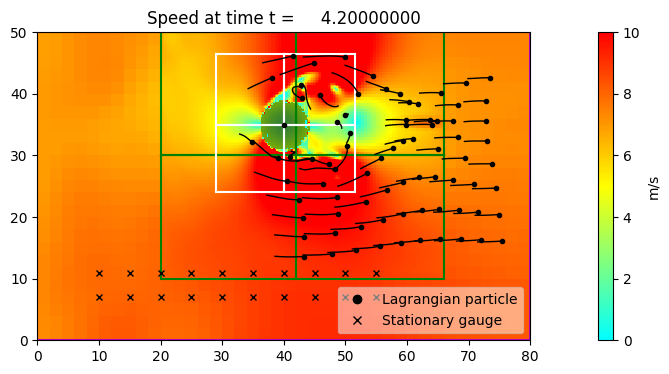 Speed at time t = 4.20000000
50
40
30
20
10
0
0 10 20 30 40 50 60 70 80
Lagrangian particle
Stationary gauge
10
8
6
4
2
0
m/s